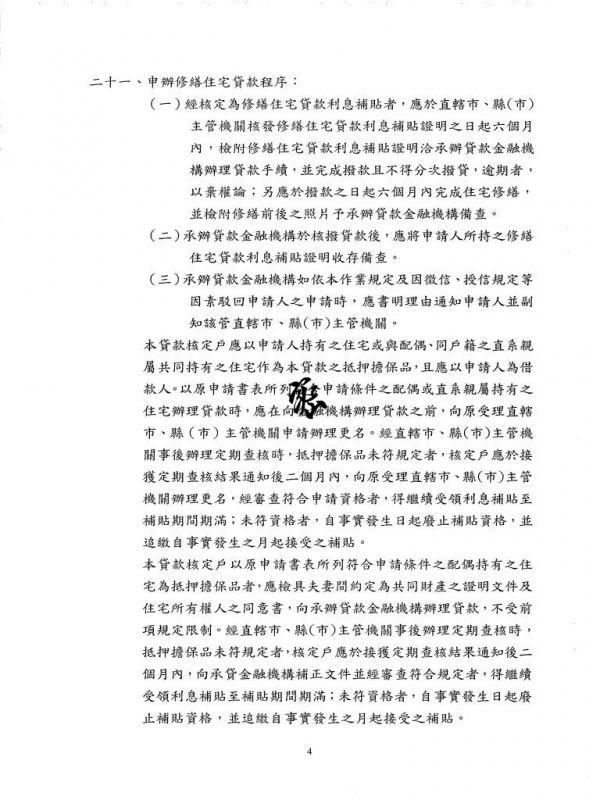 二十一、申辦修繕住宅貸款程序：
(一)經核定為修繕住宅貸款利息補貼者，應於直轄市、縣(市)
主管機關核發修繕住宅貸款利息補貼證明之日起六個月
內，檢附修繕住宅貸款利息補貼證明洽承辦貸款金融機
構辦理貸款手續，並完成撥款且不得分次撥貸，逾期者，
以棄權論；另應於撥款之日起六個月內完成住宅修繕，
並檢附修繕前後之照片予承辦貸款金融機構備查。
(二)承辦貸款金融機構於核撥貸款後，應將申請人所持之修繕
住宅貸款利息補貼證明收存備查。
(三)承辦貸款金融機構如依本作業規定及因徵信、授信規定等
因素駁回申請人之申請時，應書明理由通知申請人並副
知該管直轄市、縣(市)主管機關。
本貸款核定戶應以申請人持有之住宅或與配偶、同戶籍之直系親
屬共同持有之住宅作為本貸款之抵押擔保品，且應以申請人為借
款人。以原申請書表所列 申請條件之配偶或直系親屬持有之
住宅辦理貸款時，應在向金融機構辦理貸款之前，向原受理直轄
市、縣（市）主管機關申請辦理更名。經直轄市、縣(市)主管機
關事後辦理定期查核時，抵押擔保品未符規定者，核定戶應於接
獲定期查核結果通知後二個月內，向原受理直轄市、縣(市)主管
機關辦理更名，經審查符合申請資格者，得繼續受領利息補貼至
補貼期間期滿；未符資格者，自事實發生日起廢止補貼資格，並
追繳自事實發生之月起接受之補貼。
本貸款核定戶以原申請書表所列符合申請條件之配偶持有之住
宅為抵押擔保品者，應檢具夫妻間約定為共同財產之證明文件及
住宅所有權人之同意書，向承辦貸款金融機構辦理貸款，不受前
項規定限制。經直轄市、縣(市)主管機關事後辦理定期查核時，
抵押擔保品未符規定者，核定戶應於接獲定期查核結果通知後二
個月內，向承貸金融機構補正文件並經審查符合規定者，得繼續
受領利息補貼至補貼期間期滿；未符資格者，自事實發生日起廢
止補貼資格，並追繳自事實發生之月起接受之補貼。
4